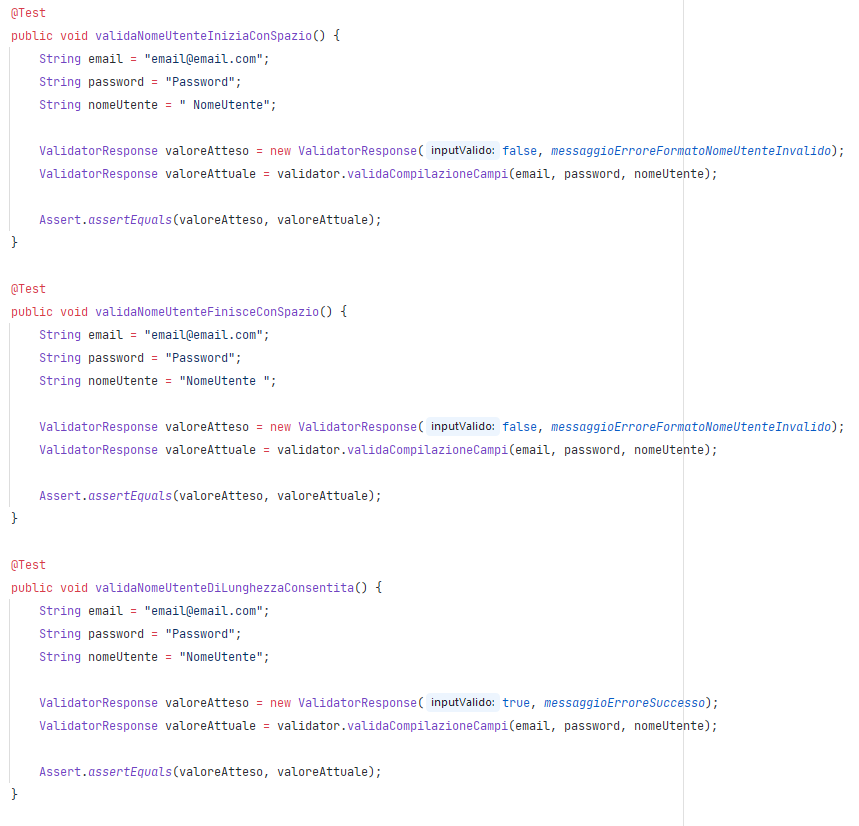 @Test
public void validaNomeUtenteIniziaConSpazio() {
    String email = "email@email.com";
    String password = "Password";
    String nomeUtente = " NomeUtente";
    ValidatorResponse valoreAtteso = new ValidatorResponse( inputValido: false, messaggioErroreFormatoNomeUtenteInvalido);
    ValidatorResponse valoreAttuale = validator.validaCompilazioneCampi(email, password, nomeUtente);
    Assert.assertEquals(valoreAtteso, valoreAttuale);
}
@Test
public void validaNomeUtenteFinisceConSpazio() {
    String email = "email@email.com";
    String password = "Password";
    String nomeUtente = "NomeUtente ";
    ValidatorResponse valoreAtteso = new ValidatorResponse( inputValido: false, messaggioErroreFormatoNomeUtenteInvalido);
    ValidatorResponse valoreAttuale = validator.validaCompilazioneCampi(email, password, nomeUtente);
    Assert.assertEquals(valoreAtteso, valoreAttuale);
}
@Test
public void validaNomeUtenteDiLunghezzaConsentita() {
    String email = "email@email.com";
    String password = "Password";
    String nomeUtente = "NomeUtente";
    ValidatorResponse valoreAtteso = new ValidatorResponse( inputValido: true, messaggioErroreSuccesso);
    ValidatorResponse valoreAttuale = validator.validaCompilazioneCampi(email, password, nomeUtente);
    Assert.assertEquals(valoreAtteso, valoreAttuale);
}